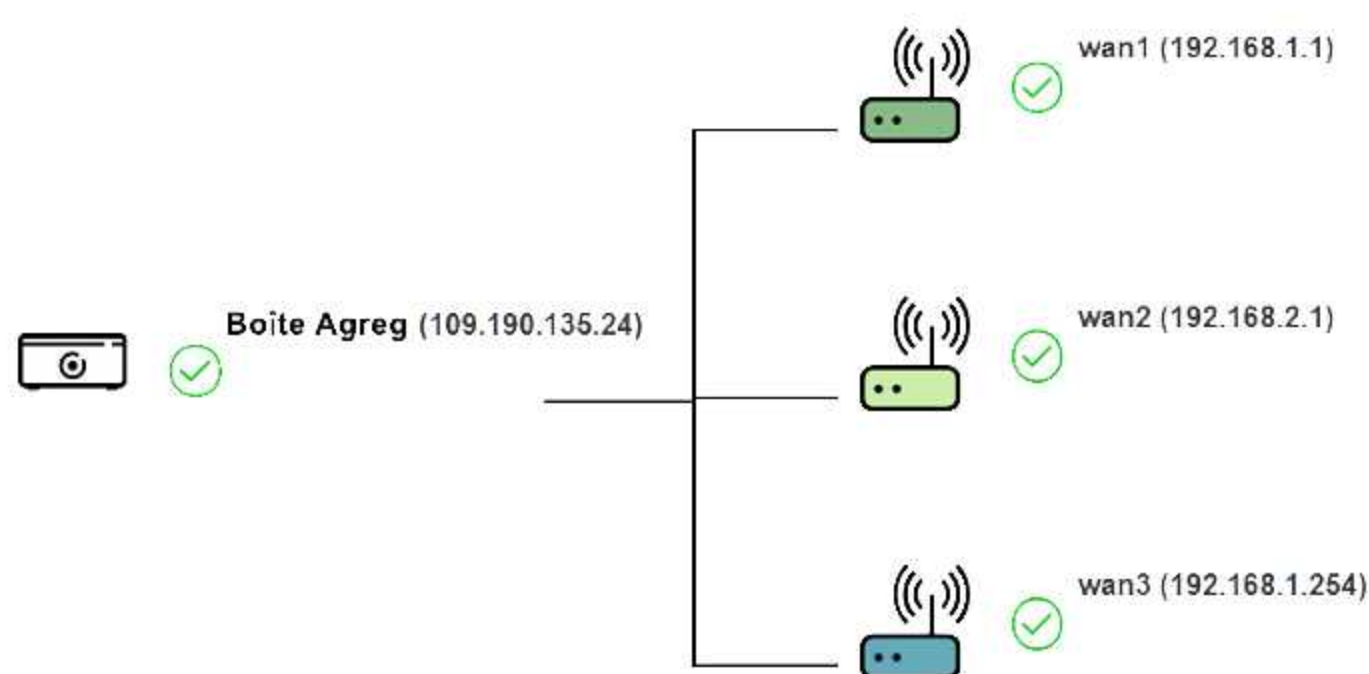 wan1 (192.168.1.1)
Boîte Agreg (109.190.135.24)
wan2 (192.168.2.1)
wan3 (192.168.1.254)